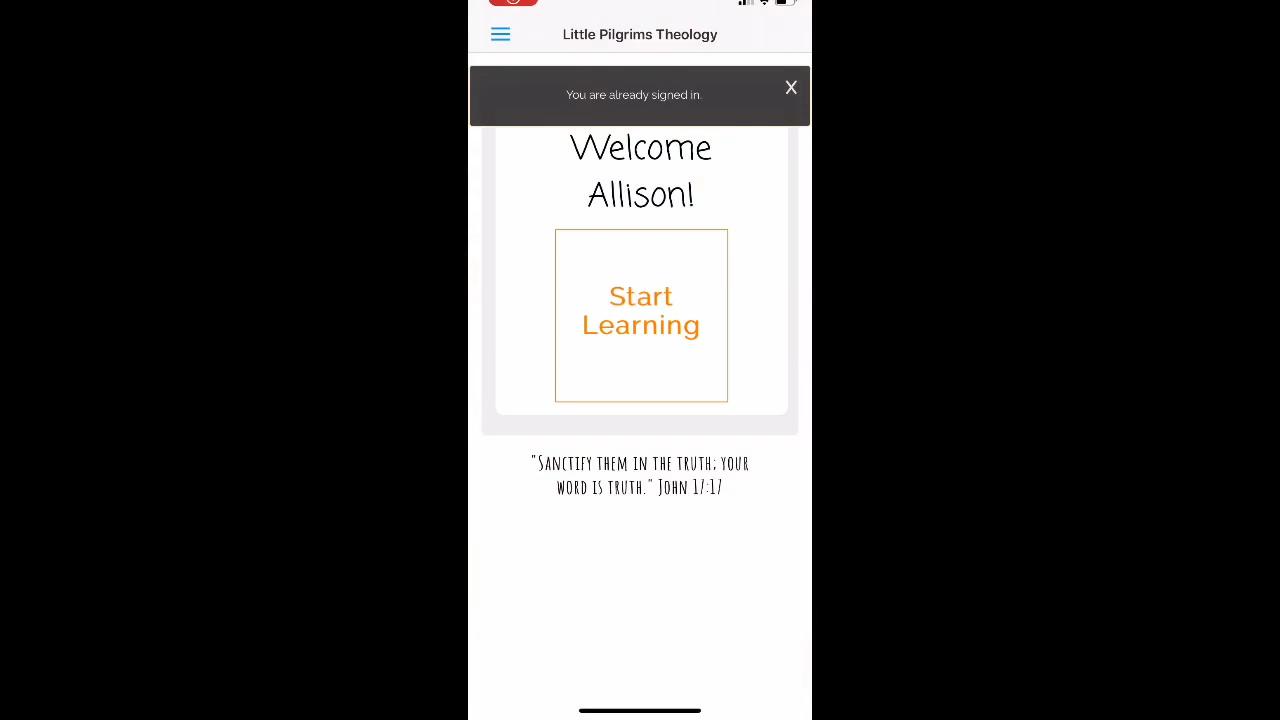 Little Pilgrims Theology
You are already signed in.
X
Welcome
Allison!
Start
Learning
"Sanctify them in the truth; your
word is truth." John 17:17